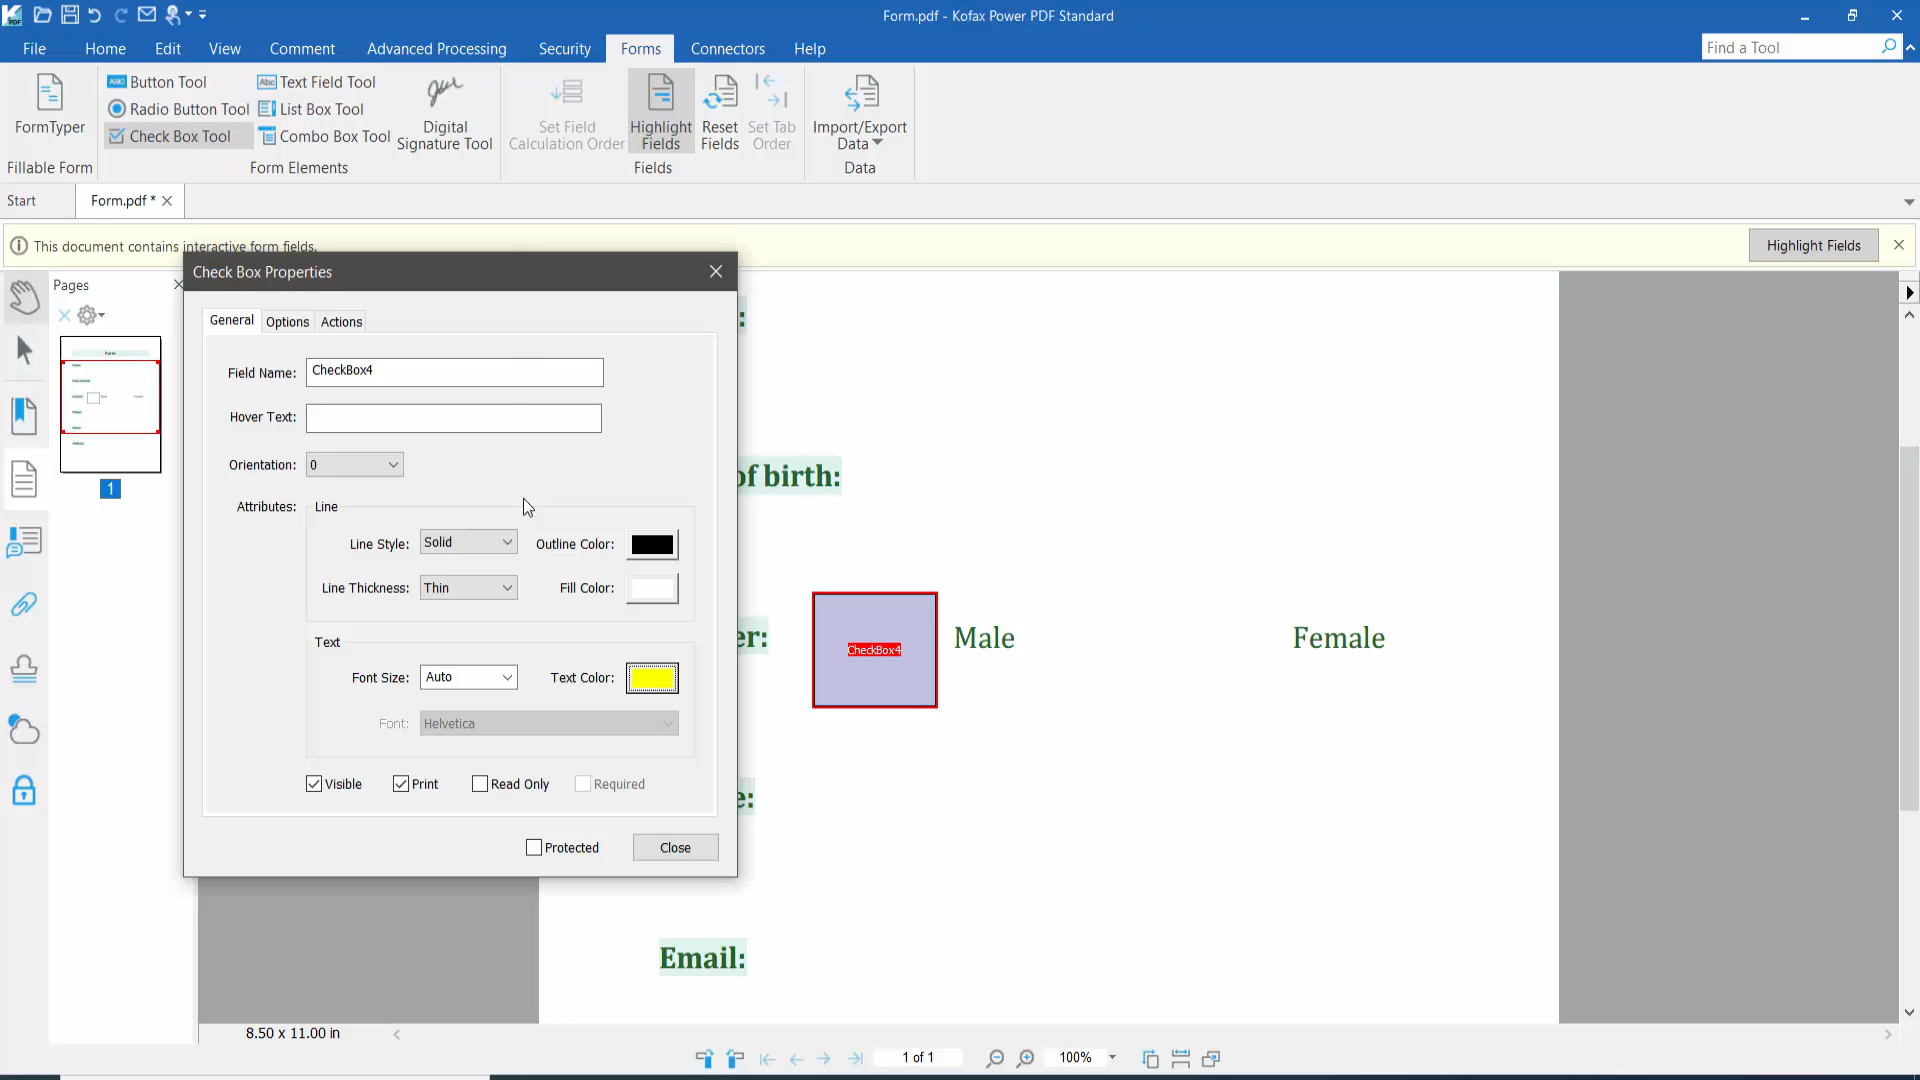 Form.pdf - Kofax Power PDF Standard
File Home Edit View Comment Advanced Processing Security Forms Connectors Help
Find a Tool
FormTyper
Fillable Form
Button Tool Text Field Tool
Radio Button Tool List Box Tool
Check Box Tool Combo Box Tool
Digital
Signature Tool
Form Elements
Set Field
Calculation Order
Highlight
Fields
Reset
Fields
Set Tab
Order
Fields
Import/Export
Data
Data
Start Form.pdf *
This document contains interactive form fields.
Highlight Fields
Pages
1
Check Box Properties
General Options Actions
Field Name: CheckBox4
Hover Text:
Orientation: 0
Attributes: Line
Line Style: Solid Outline Color:
Line Thickness: Thin Fill Color:
Text
Font Size: Auto Text Color:
Font: Helvetica
Visible Print Read Only Required
Protected Close
:
of birth:
er: CheckBox4 Male Female
e:
Email:
8.50 x 11.00 in
1 of 1 100%